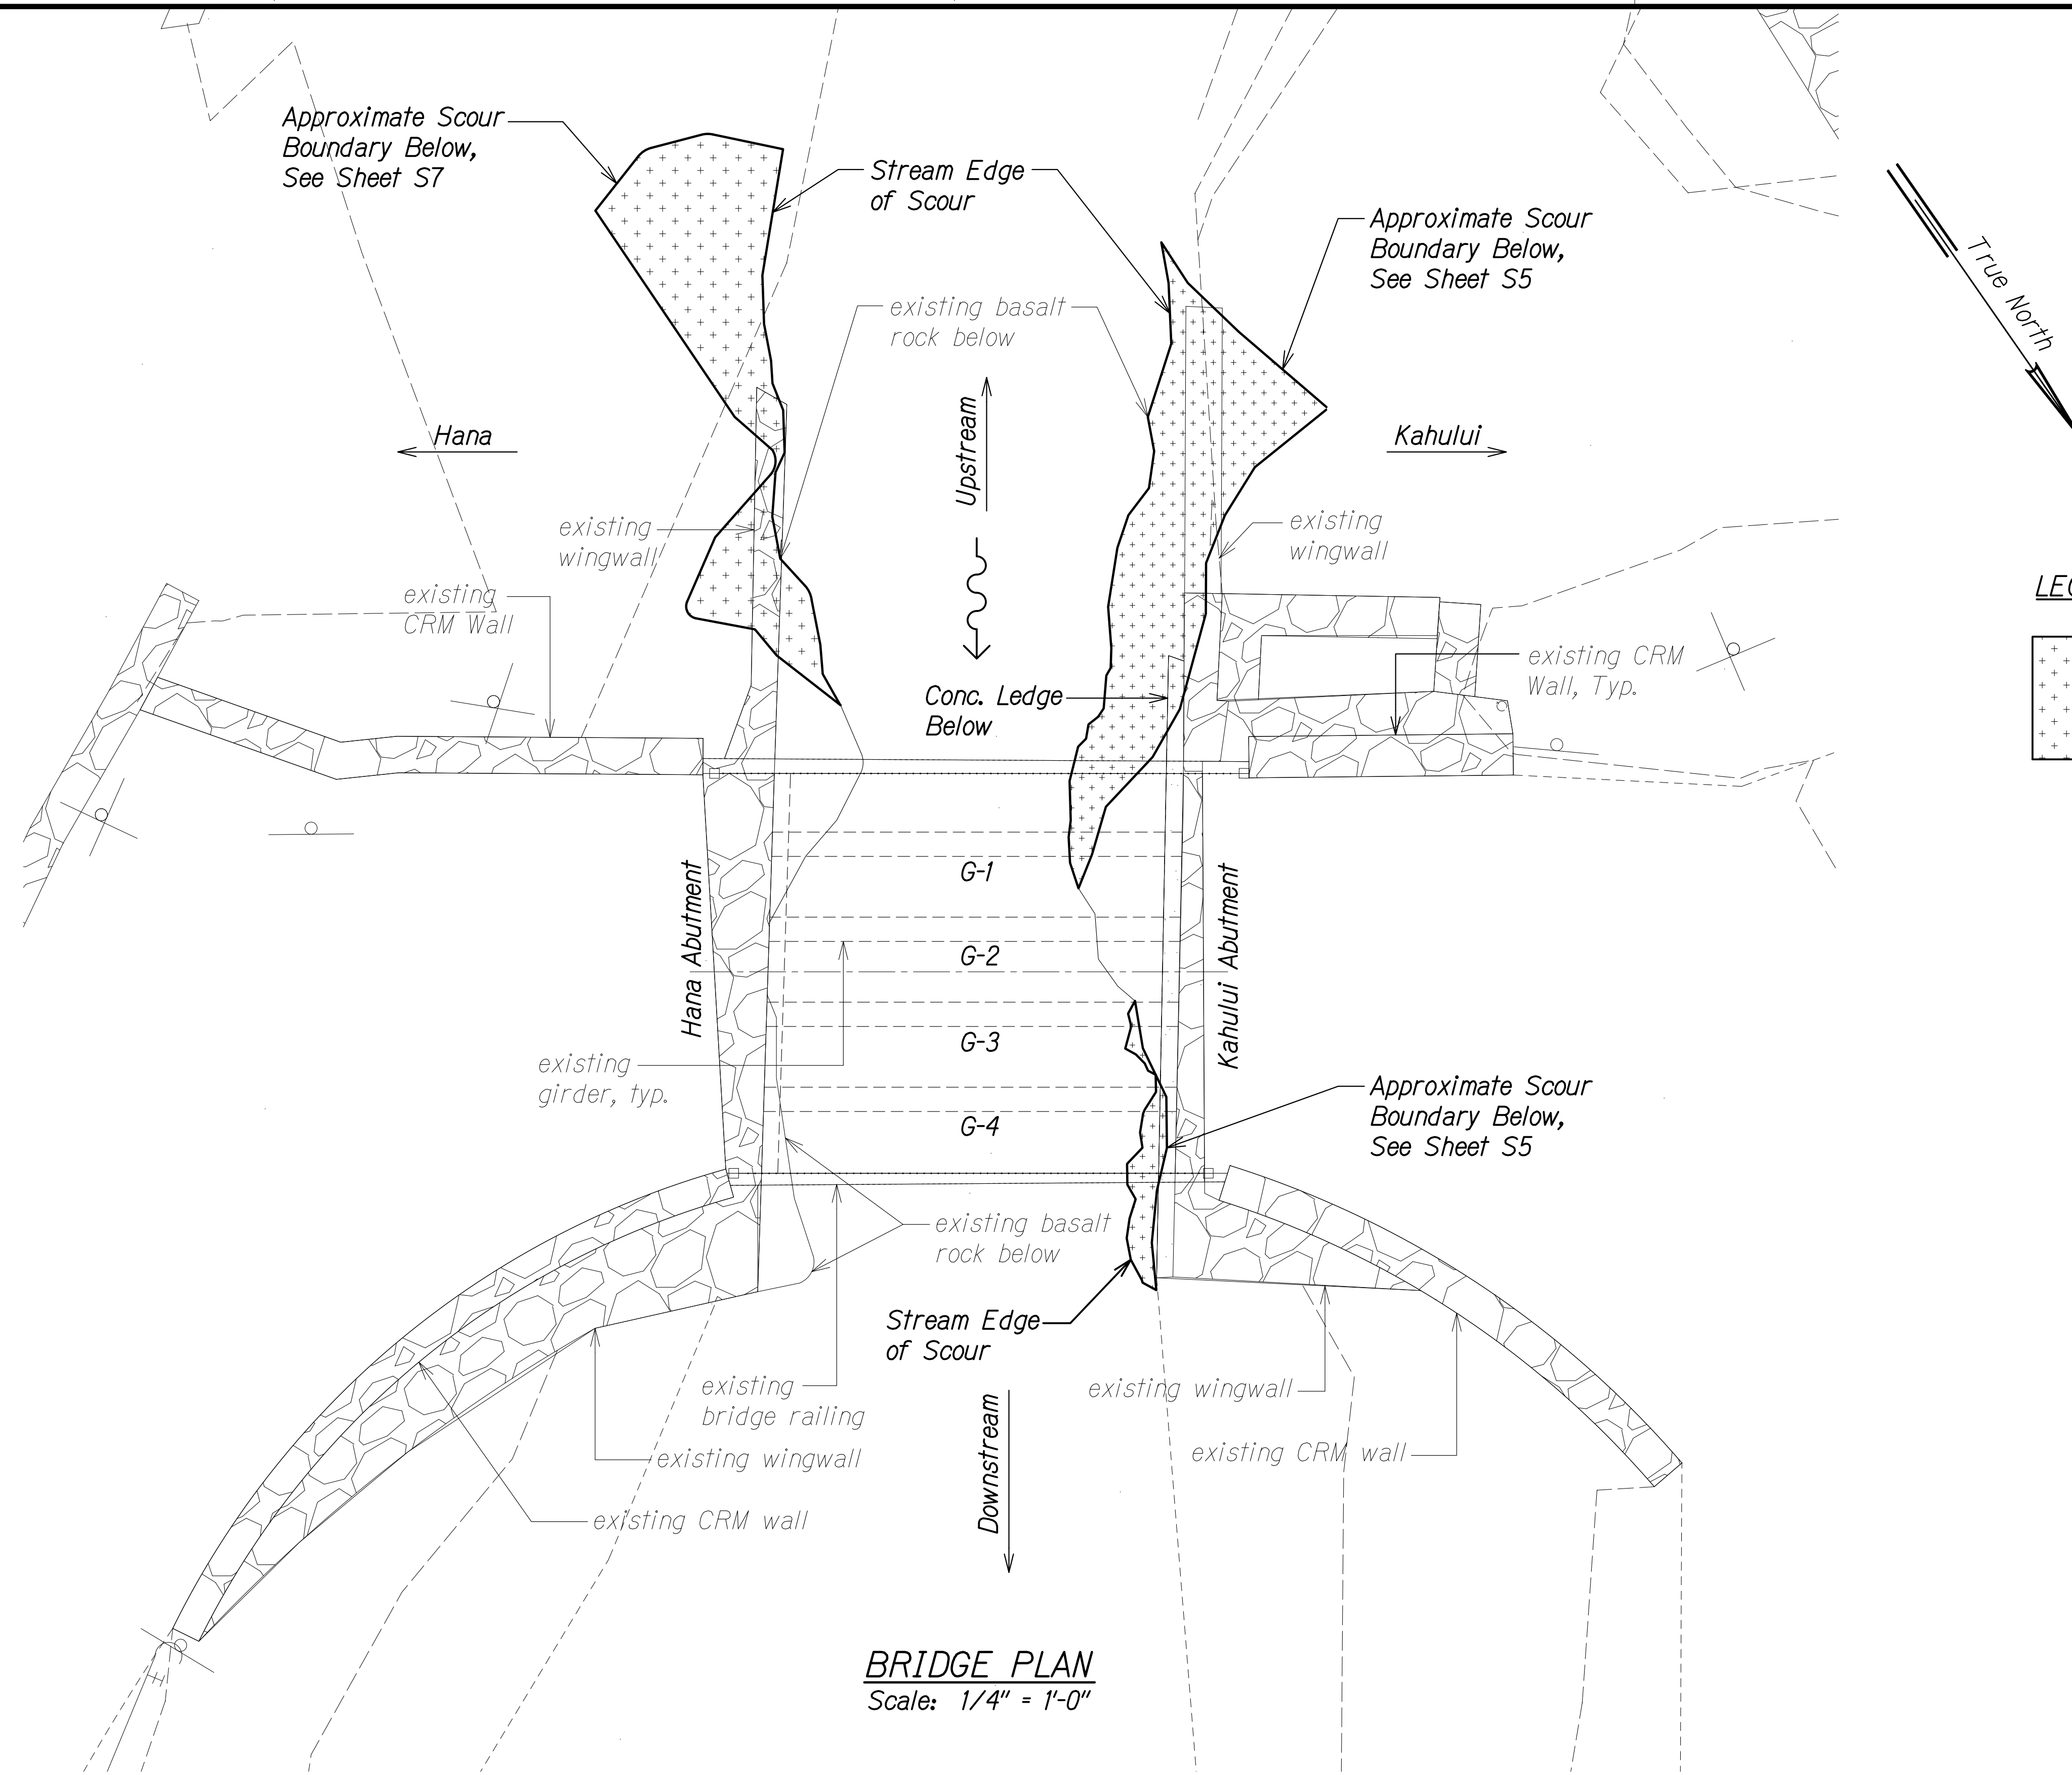 Approximate Scour
Boundary Below,
See Sheet S7
Stream Edge
of Scour
Approximate Scour
Boundary Below,
See Sheet S5
True North
existing basalt
rock below
Hana
Upstream
Kahului
existing
wingwall
existing
wingwall
existing
CRM Wall
existing CRM
Wall, Typ.
Conc. Ledge
Below
G-1
Hana Abutment
G-2
Kahului Abutment
G-3
existing
girder, typ.
G-4
Approximate Scour
Boundary Below,
See Sheet S5
existing basalt
rock below
Stream Edge
of Scour
existing
bridge railing
existing wingwall
existing wingwall
existing CRM wall
Downstream
existing CRM wall
BRIDGE PLAN
Scale: 1/4" = 1'-0"